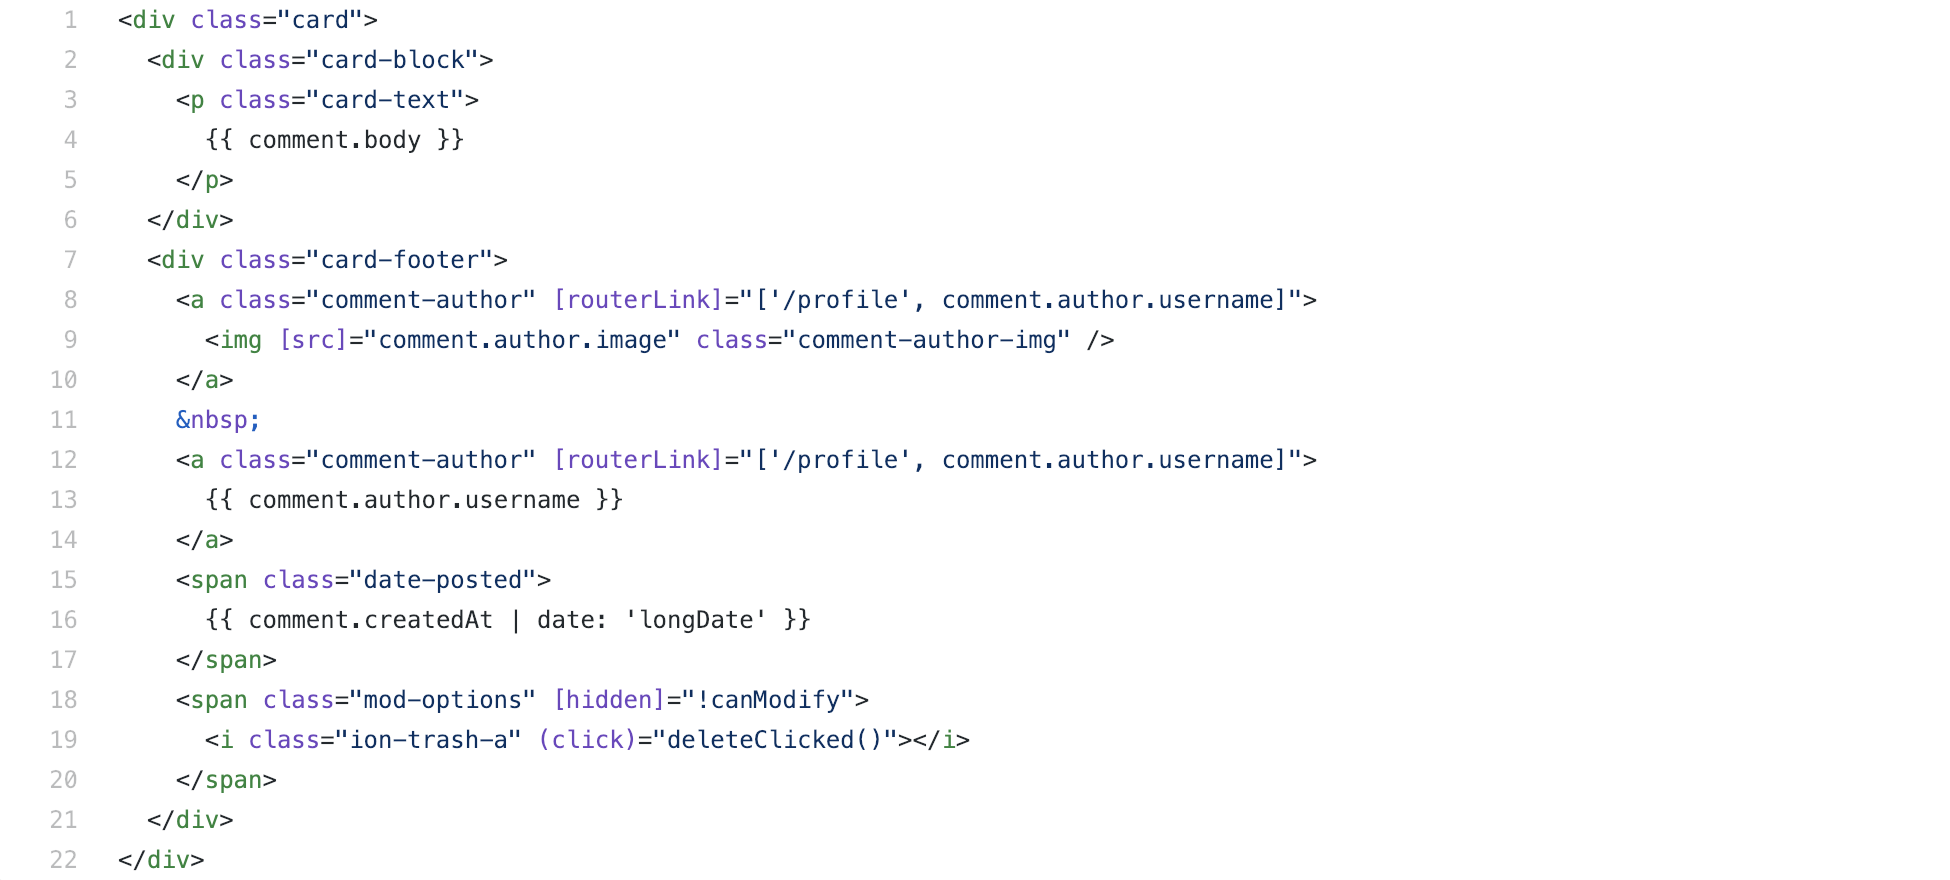 1 <div class="card">
2   <div class="card-block">
3     <p class="card-text">
4       {{ comment.body }}
5     </p>
6   </div>
7   <div class="card-footer">
8     <a class="comment-author" [routerLink]="['/profile', comment.author.username]">
9       <img [src]="comment.author.image" class="comment-author-img" />
10     </a>
11     &nbsp;
12     <a class="comment-author" [routerLink]="['/profile', comment.author.username]">
13       {{ comment.author.username }}
14     </a>
15     <span class="date-posted">
16       {{ comment.createdAt | date: 'longDate' }}
17     </span>
18     <span class="mod-options" [hidden]="!canModify">
19       <i class="ion-trash-a" (click)="deleteClicked()"></i>
20     </span>
21   </div>
22 </div>